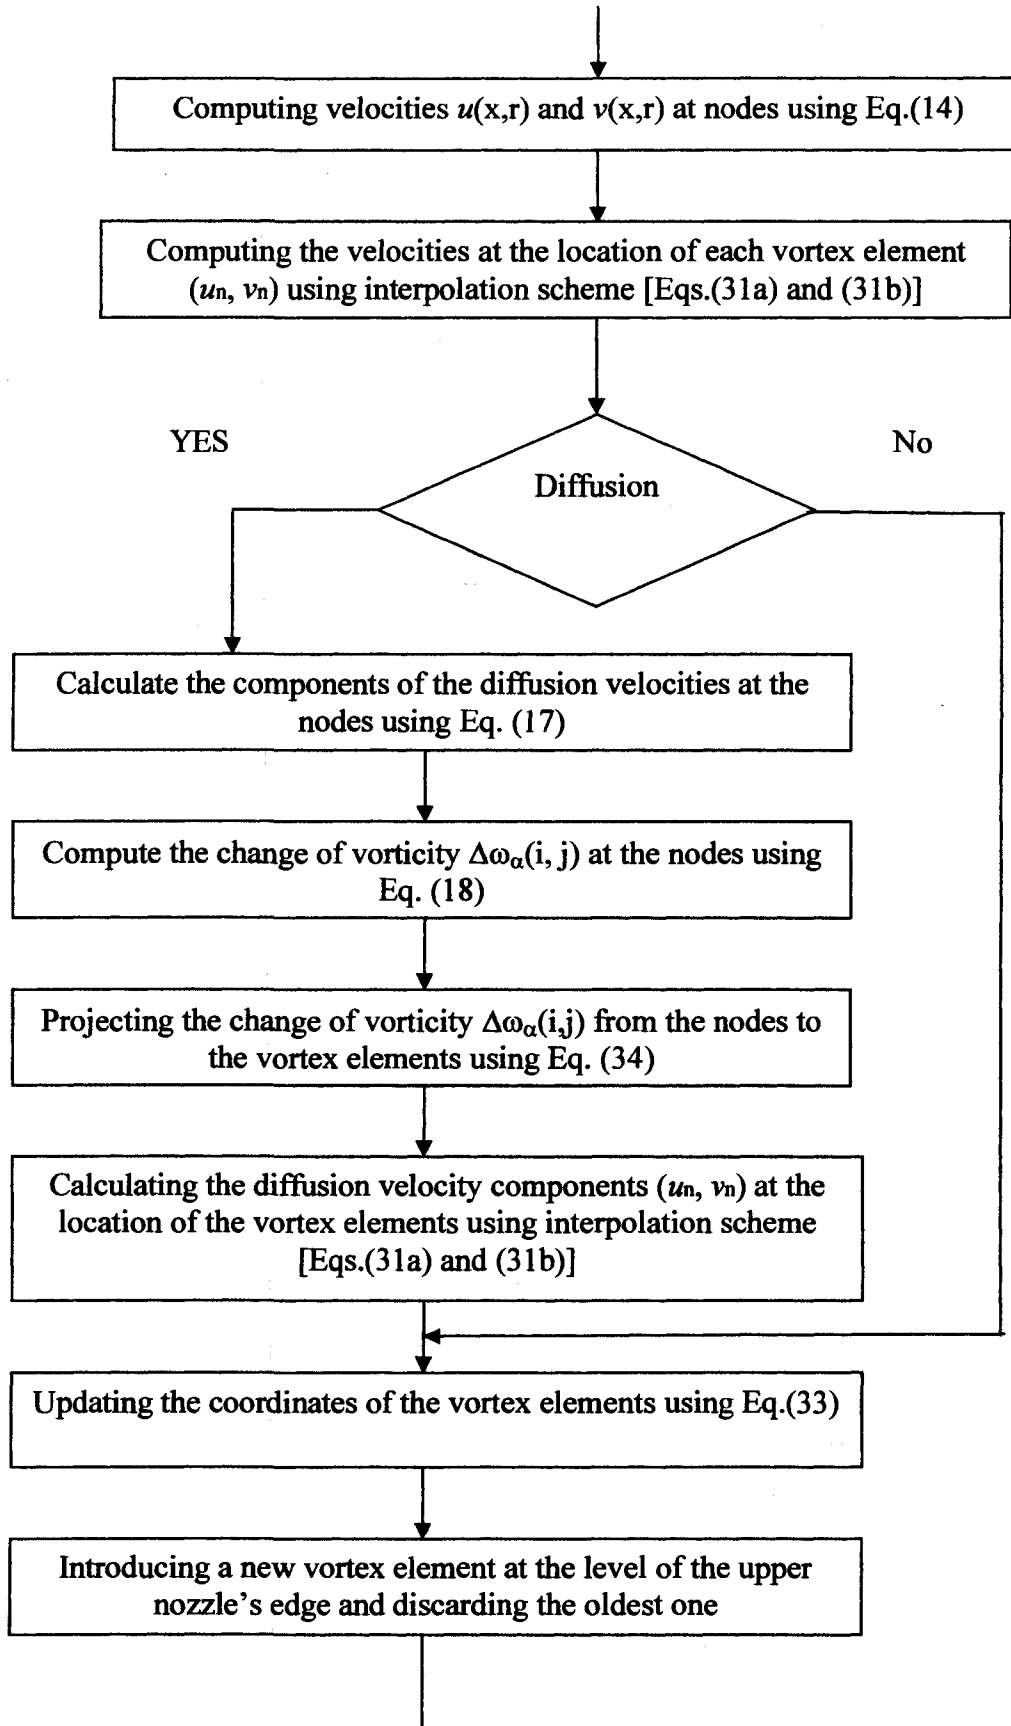 Computing velocities u(x,r) and v(x,r) at nodes using Eq.(14)
Computing the velocities at the location of each vortex element
(un, vn) using interpolation scheme [Eqs.(31a) and (31b)]
YES
No
Diffusion
Calculate the components of the diffusion velocities at the
nodes using Eq. (17)
Compute the change of vorticity Δωα(i, j) at the nodes using
Eq. (18)
Projecting the change of vorticity Δωα(i,j) from the nodes to
the vortex elements using Eq. (34)
Calculating the diffusion velocity components (un, vn) at the
location of the vortex elements using interpolation scheme
[Eqs.(31a) and (31b)]
Updating the coordinates of the vortex elements using Eq.(33)
Introducing a new vortex element at the level of the upper
nozzle’s edge and discarding the oldest one